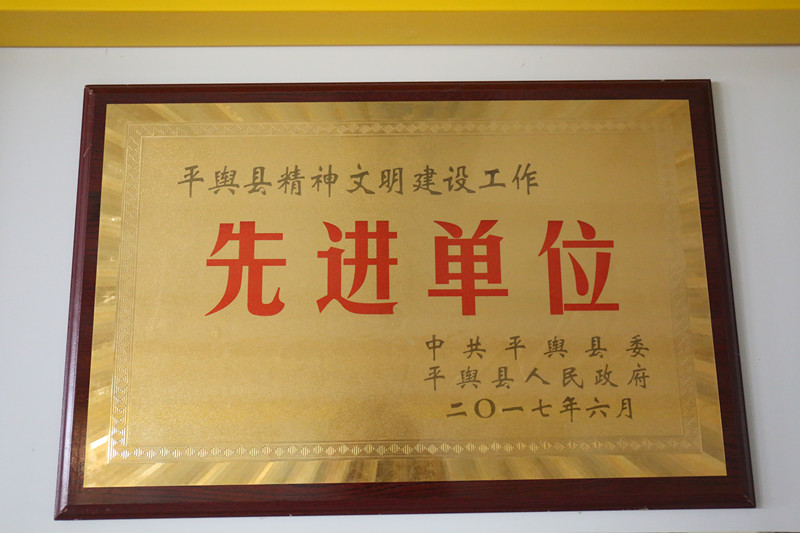 平舆县精神文明建设工作
先进单位
中共平舆县委
平舆县人民政府
二〇一七年六月